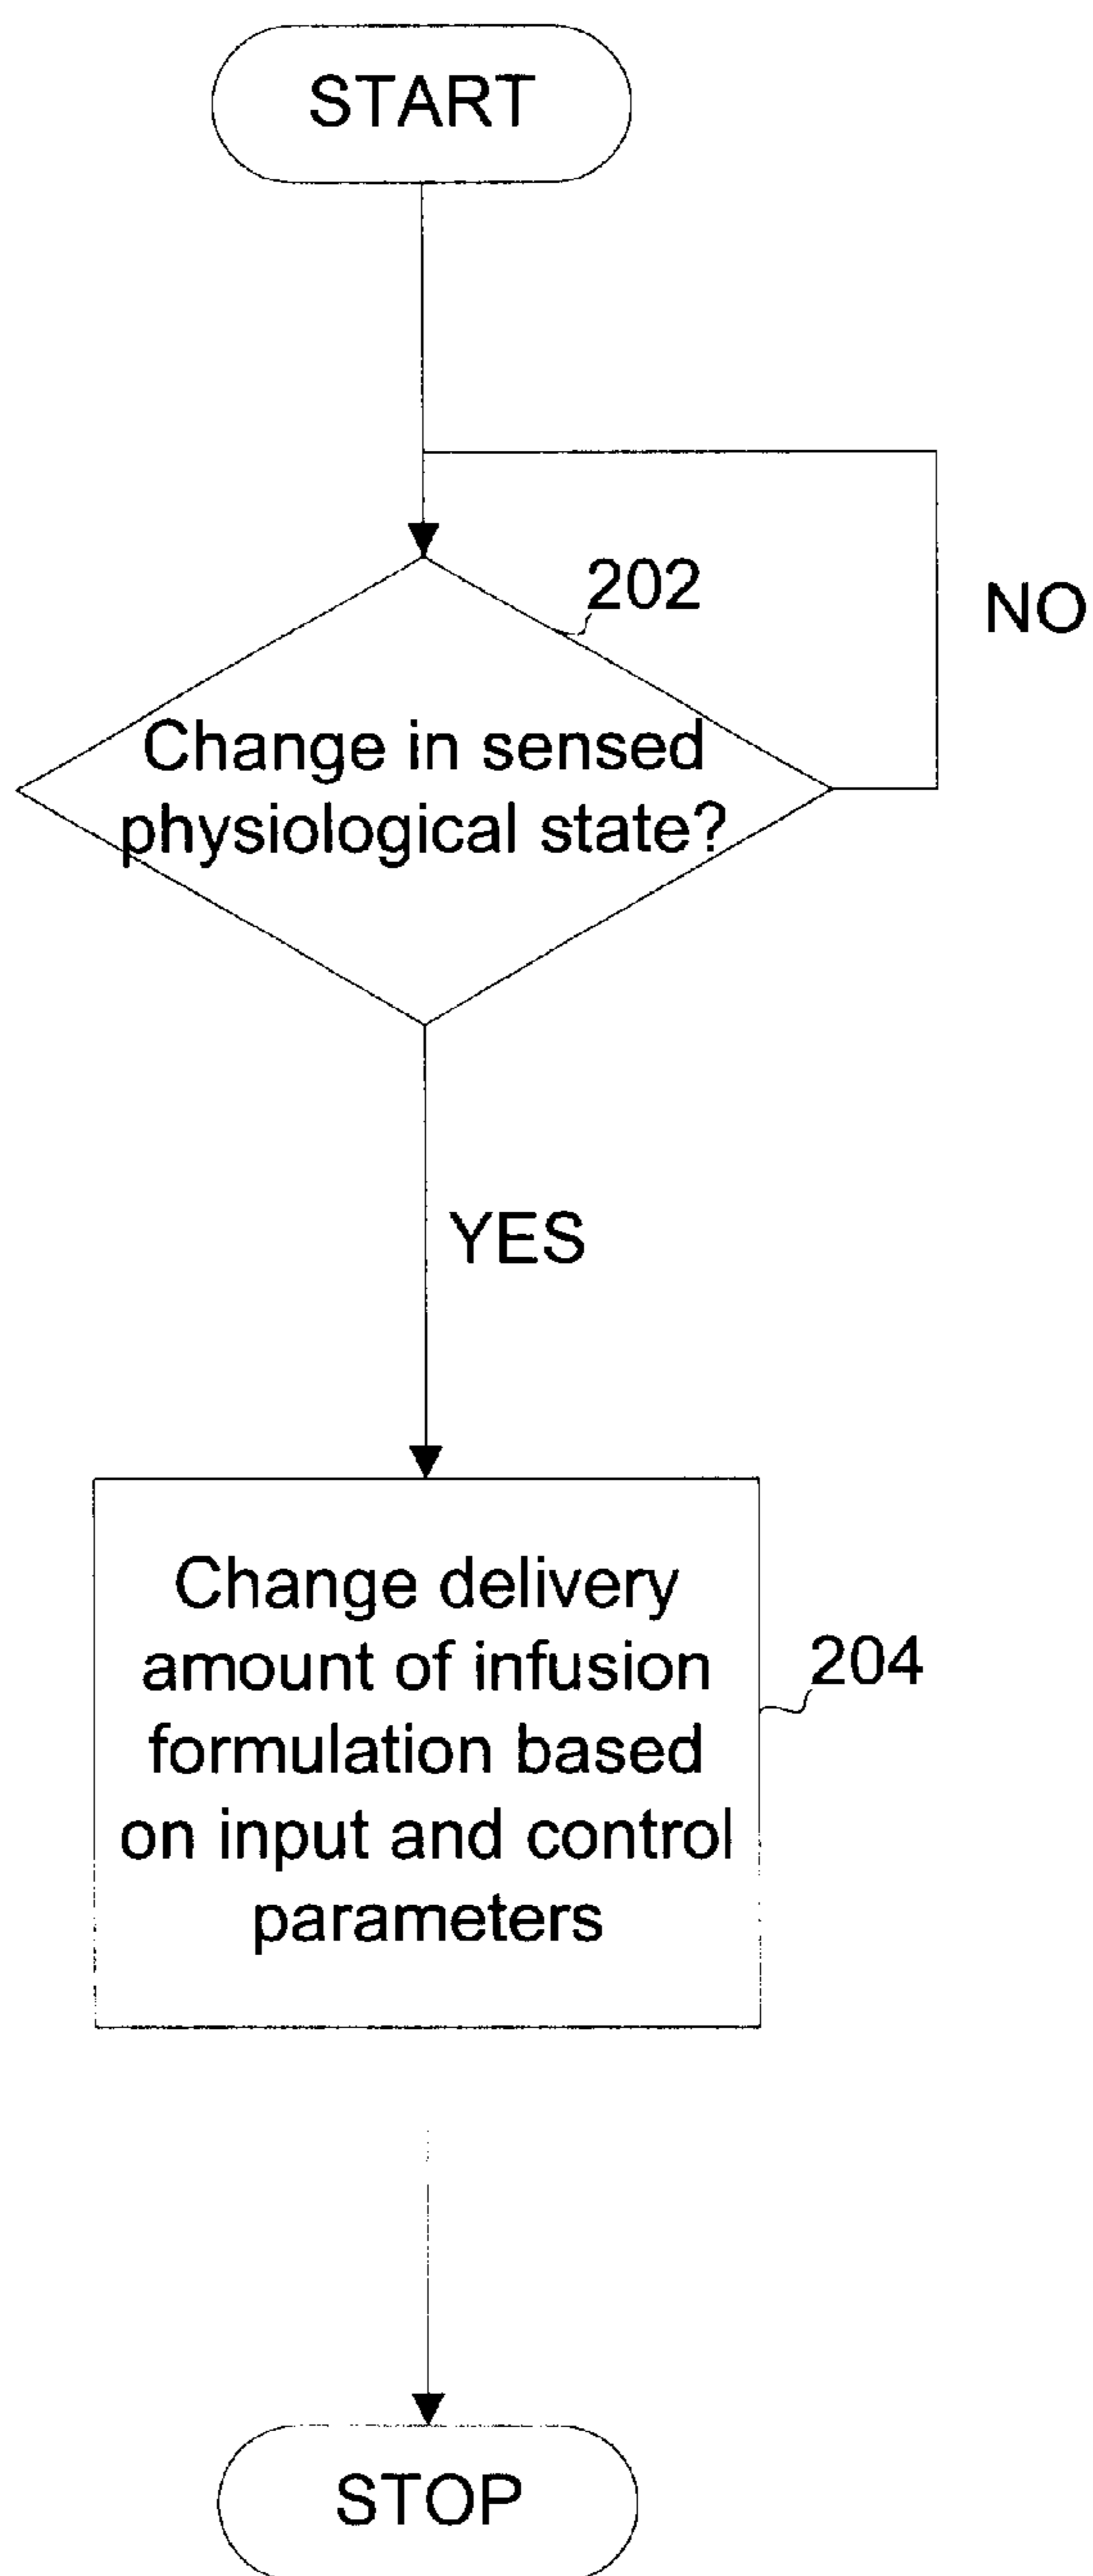 START
202
NO
Change in sensed
physiological state?
YES
Change delivery
amount of infusion
formulation based
on input and control
parameters
204
STOP